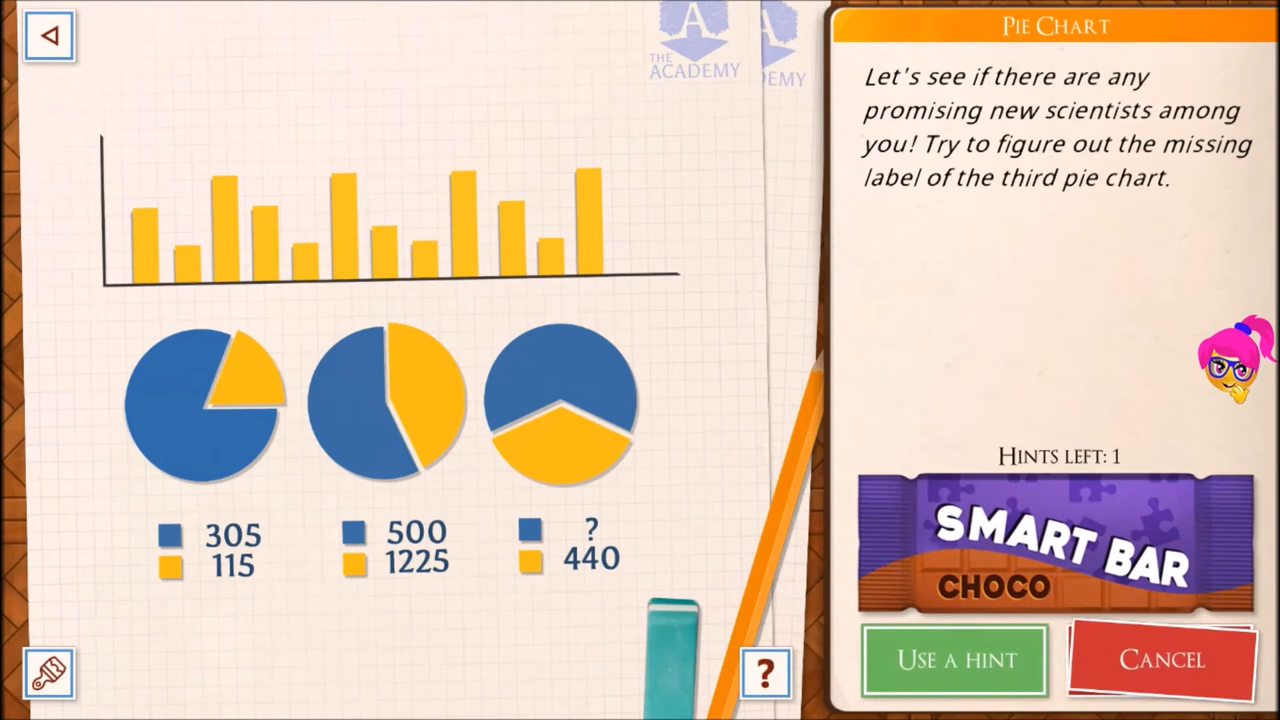 THE
ACADEMY
DEMY
PIE CHART
Let's see if there are any
promising new scientists among
you! Try to figure out the missing
label of the third pie chart.
305
115
500
1225
?
440
HINTS LEFT: 1
SMART BAR
CHOCO
USE A HINT
CANCEL
?